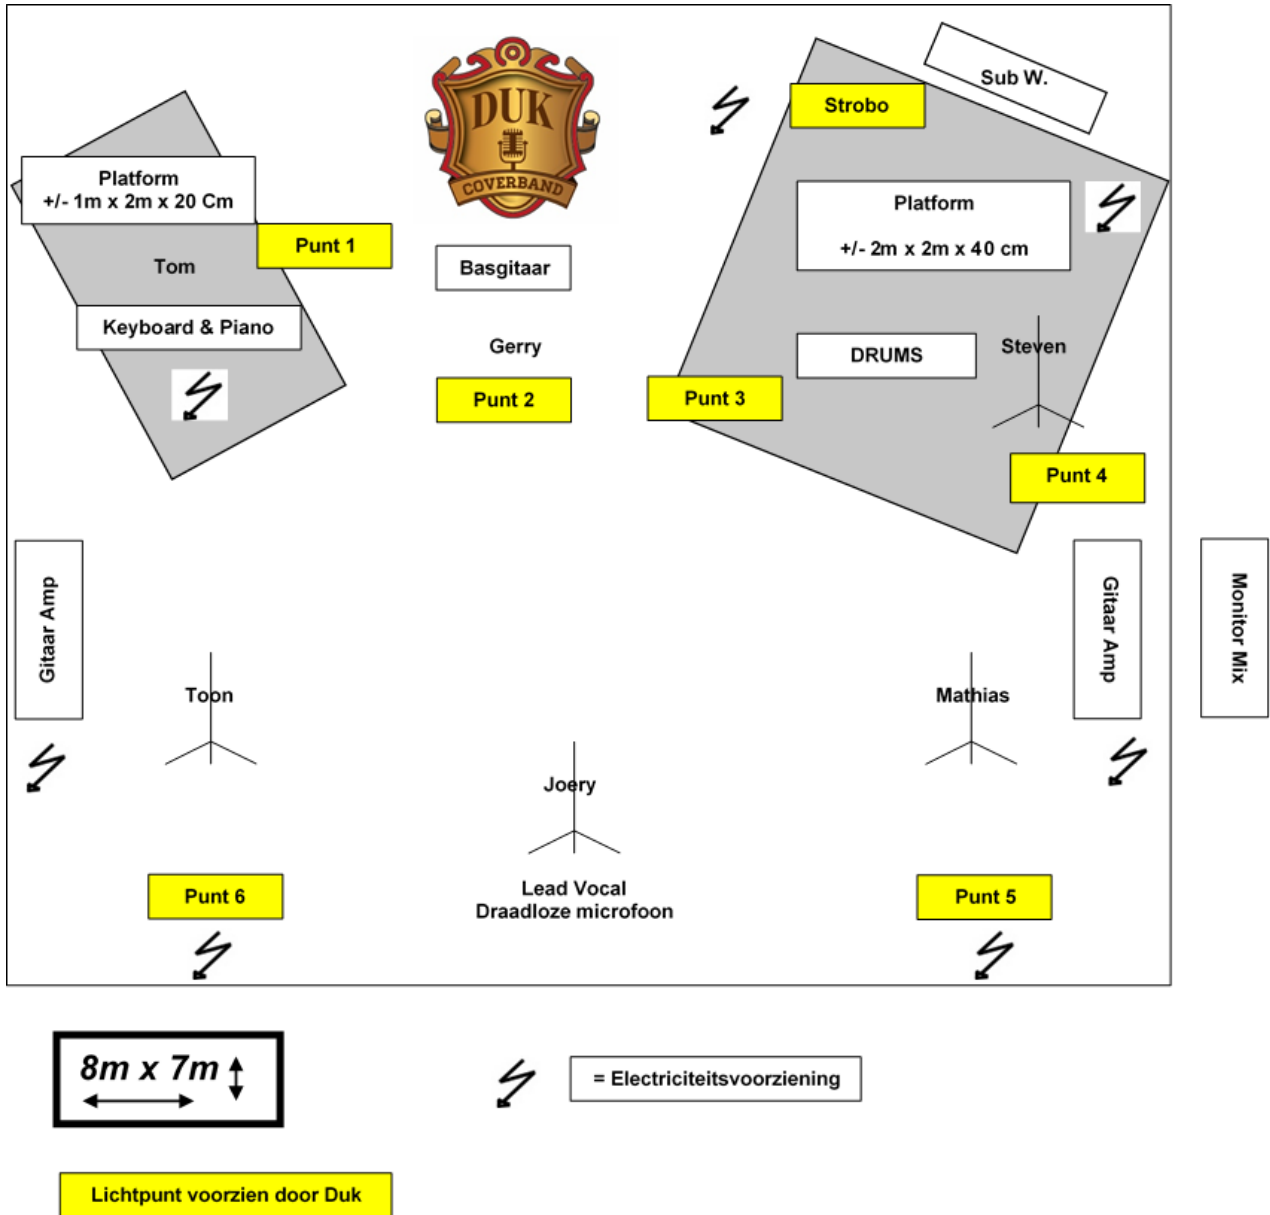 Sub W.
Strobo
DUK
COVERBAND
Platform
+/- 1m x 2m x 20 Cm
Platform
+/- 2m x 2m x 40 cm
Punt 1
Tom
Basgitaar
Keyboard & Piano
Gerry
DRUMS
Steven
Punt 2
Punt 3
Punt 4
Gitaar Amp
Gitaar Amp
Monitor Mix
Toon
Mathias
Joery
Lead Vocal
Draadloze microfoon
Punt 6
Punt 5
8m x 7m
= Electriciteitsvoorziening
Lichtpunt voorzien door Duk